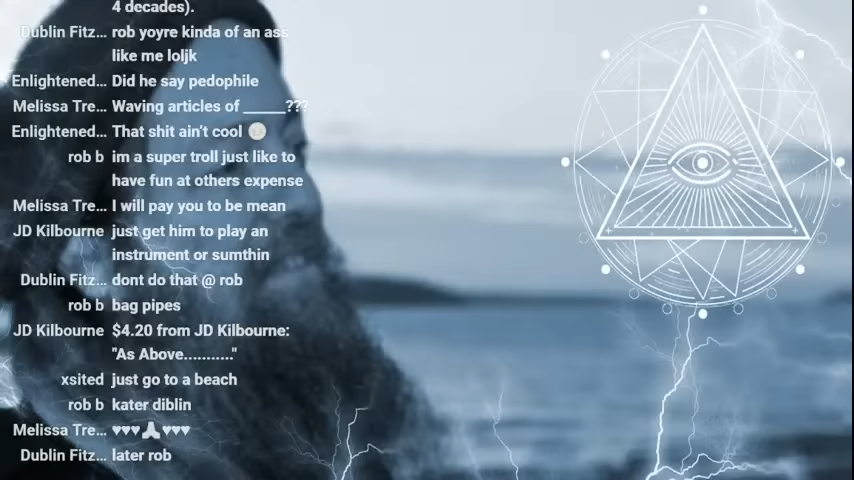 4 decades).
Dublin Fitz... rob yoyre kinda of an ass
like me loljk
Enlightened... Did he say pedophile
Melissa Tre... Waving articles of _____???
Enlightened... That shit ain't cool
rob b im a super troll just like to
have fun at others expense
Melissa Tre... I will pay you to be mean
JD Kilbourne just get him to play an
instrument or sumthin
Dublin Fitz... dont do that @ rob
rob b bag pipes
JD Kilbourne $4.20 from JD Kilbourne:
"As Above.........."
xsited just go to a beach
rob b kater diblin
Melissa Tre... ♥♥♥🙏♥♥♥
Dublin Fitz... later rob